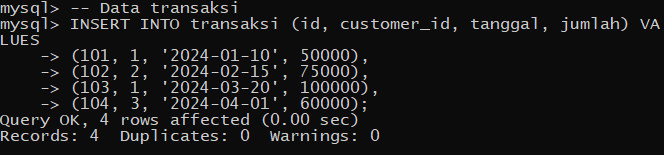 mysql> -- Data transaksi
mysql> INSERT INTO transaksi (id, customer_id, tanggal, jumlah) VA
LUES
    -> (101, 1, '2024-01-10', 50000),
    -> (102, 2, '2024-02-15', 75000),
    -> (103, 1, '2024-03-20', 100000),
    -> (104, 3, '2024-04-01', 60000);
Query OK, 4 rows affected (0.00 sec)
Records: 4  Duplicates: 0  Warnings: 0